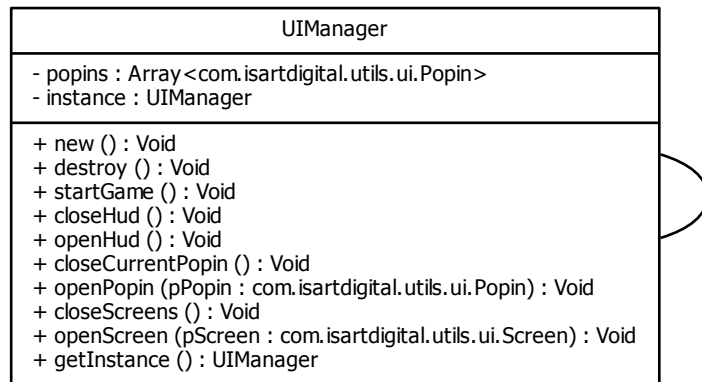 UIManager
- popins : Array<com.isartdigital.utils.ui.Popin>
- instance : UIManager
+ new () : Void
+ destroy () : Void
+ startGame () : Void
+ closeHud () : Void
+ openHud () : Void
+ closeCurrentPopin () : Void
+ openPopin (pPopin : com.isartdigital.utils.ui.Popin) : Void
+ closeScreens () : Void
+ openScreen (pScreen : com.isartdigital.utils.ui.Screen) : Void
+ getInstance () : UIManager